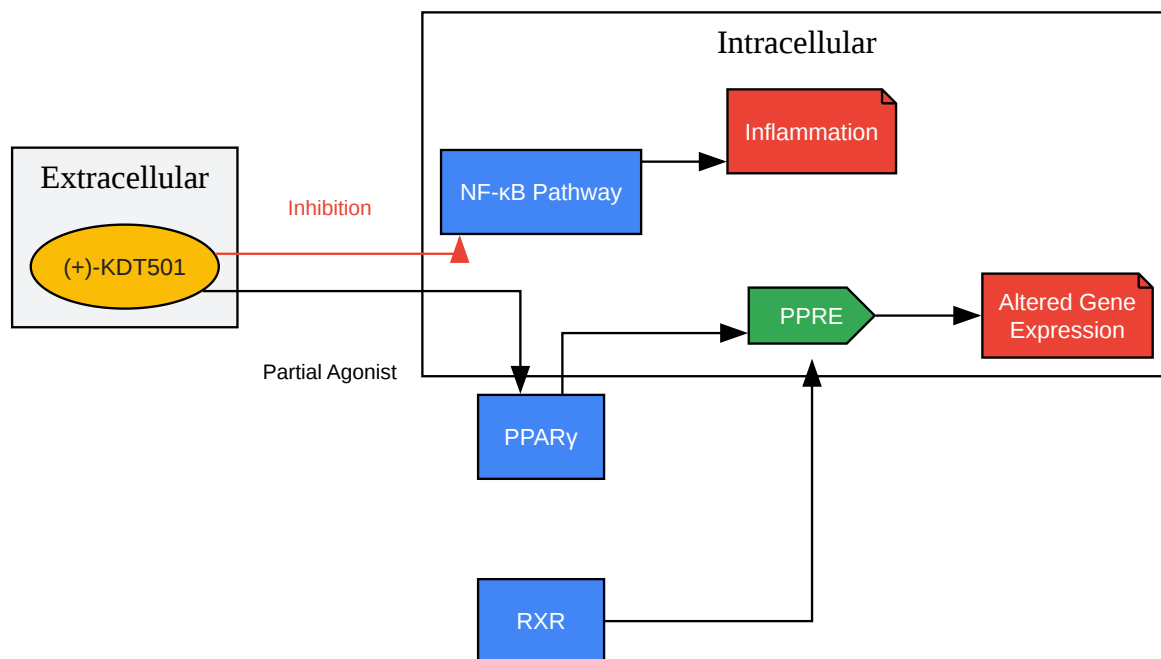 Intracellular
Inflammation
Extracellular
NF-κB Pathway
Inhibition
(+)-KDT501
PPRE
Altered Gene
Expression
Partial Agonist
PPARγ
RXR